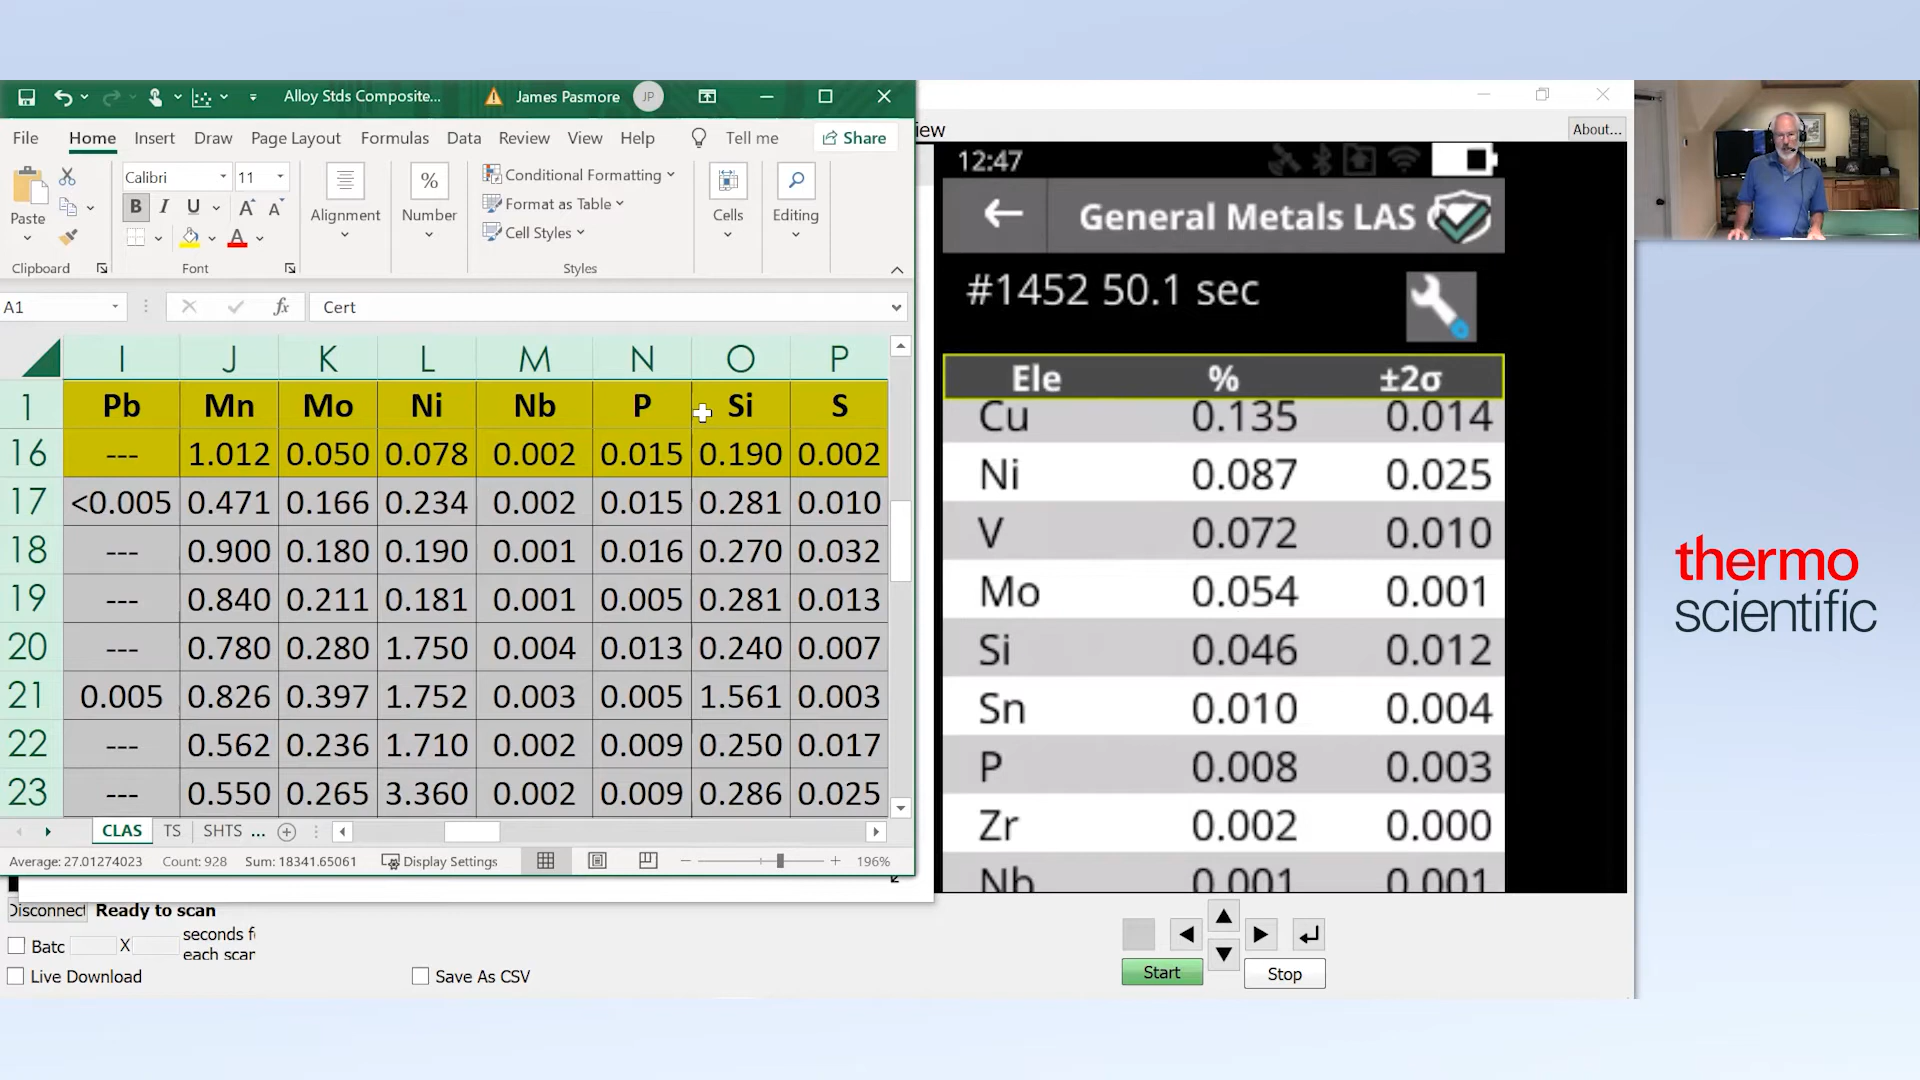 Alloy Stds Composite...
James Pasmore
JP
File Home Insert Draw Page Layout Formulas Data Review View Help Tell me Share
Paste
Calibri
11
B I U A A
A
Alignment
%
Number
Conditional Formatting
Format as Table
Cell Styles
Cells
Editing
Clipboard
Font
Styles
A1
fx
Cert
I J K L M N O P
1 Pb Mn Mo Ni Nb P Si S
16 --- 1.012 0.050 0.078 0.002 0.015 0.190 0.002
17 <0.005 0.471 0.166 0.234 0.002 0.015 0.281 0.010
18 --- 0.900 0.180 0.190 0.001 0.016 0.270 0.032
19 --- 0.840 0.211 0.181 0.001 0.005 0.281 0.013
20 --- 0.780 0.280 1.750 0.004 0.013 0.240 0.007
21 0.005 0.826 0.397 1.752 0.003 0.005 1.561 0.003
22 --- 0.562 0.236 1.710 0.002 0.009 0.250 0.017
23 --- 0.550 0.265 3.360 0.002 0.009 0.286 0.025
CLAS TS SHTS ...
Average: 27.01274023 Count: 928 Sum: 18341.65061 Display Settings 196%
Disconnect Ready to scan
Batc X seconds f
each scar
Live Download
Save As CSV
iew
About...
12:47
General Metals LAS
#1452 50.1 sec
Ele % ±2σ
Cu 0.135 0.014
Ni 0.087 0.025
V 0.072 0.010
Mo 0.054 0.001
Si 0.046 0.012
Sn 0.010 0.004
P 0.008 0.003
Zr 0.002 0.000
Nb 0.001 0.001
Start
Stop
thermo
scientific